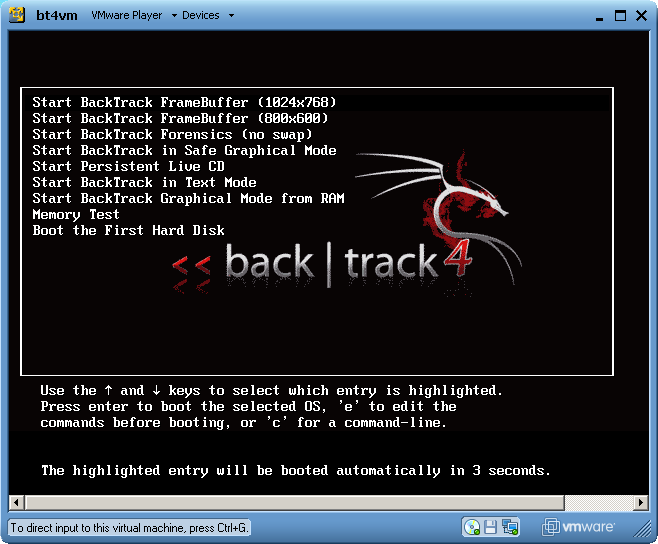 bt4vm VMware Player Devices
Start BackTrack FrameBuffer (1024x768)
Start BackTrack FrameBuffer (800x600)
Start BackTrack Forensics (no swap)
Start BackTrack in Safe Graphical Mode
Start Persistent Live CD
Start BackTrack in Text Mode
Start BackTrack Graphical Mode from RAM
Memory Test
Boot the First Hard Disk
<< back | track 4
Use the ↑ and ↓ keys to select which entry is highlighted.
Press enter to boot the selected OS, 'e' to edit the
commands before booting, or 'c' for a command-line.
The highlighted entry will be booted automatically in 3 seconds.
To direct input to this virtual machine, press Ctrl+G.
vmware